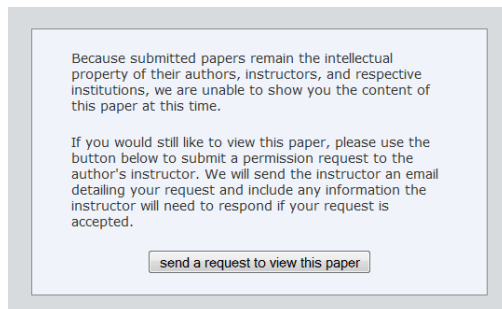 Because submitted papers remain the intellectual
property of their authors, instructors, and respective
institutions, we are unable to show you the content of
this paper at this time.
If you would still like to view this paper, please use the
button below to submit a permission request to the
author's instructor. We will send the instructor an email
detailing your request and include any information the
instructor will need to respond if your request is
accepted.
send a request to view this paper